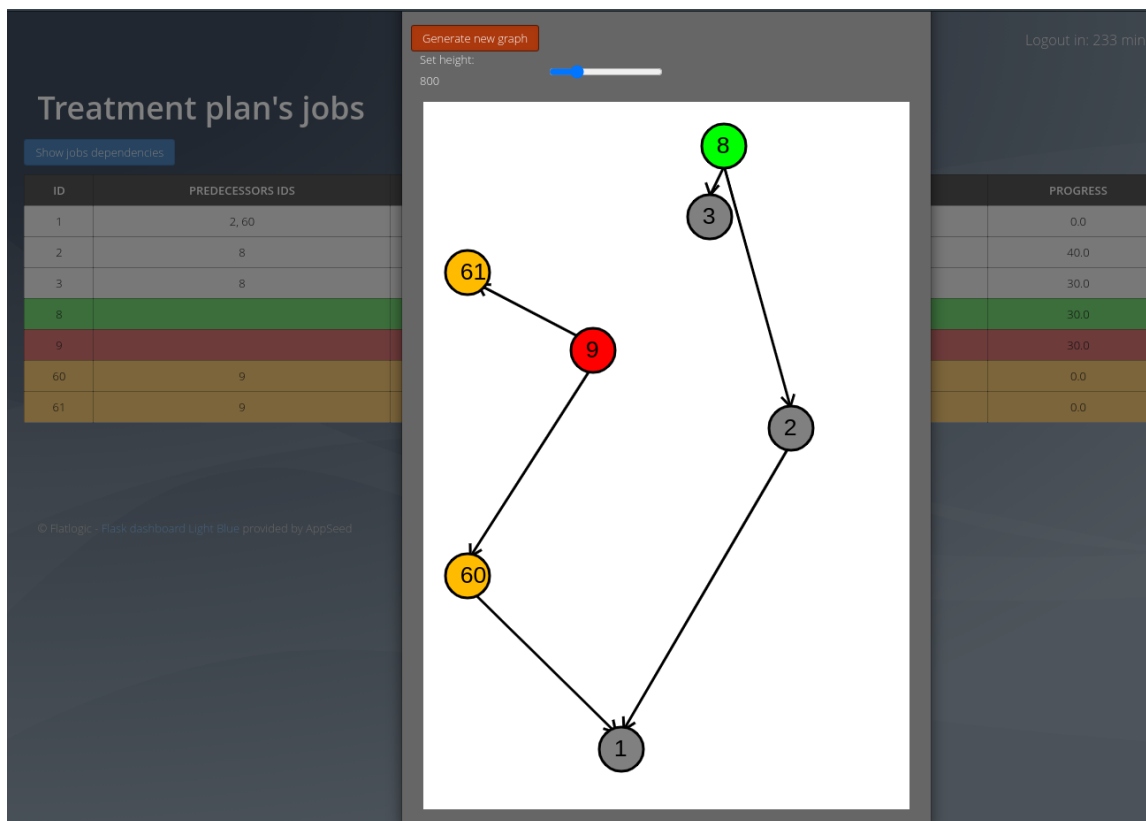 Generate new graph
Logout in: 233 min
Set height:
800
Treatment plan's jobs
Show jobs dependencies
ID PREDECESSORS IDS PROGRESS
1 2, 60 0.0
2 8 40.0
3 8 30.0
8 30.0
9 30.0
60 9 0.0
61 9 0.0
© Flatlogic - Flask dashboard Light Blue provided by AppSeed
8
3
61
9
2
60
1